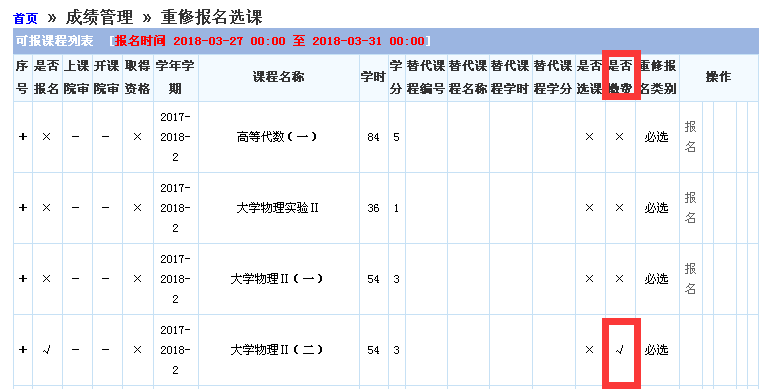 首页 » 成绩管理 » 重修报名选课
可报课程列表 [报名时间 2018-03-27 00:00 至 2018-03-31 00:00]
序号 是否报名 上课院审 开课院审 取得资格 学年学期 课程名称 学时 学分 替代课程编号 替代课程名称 替代课程学时 替代课程学分 是否选课 是否缴费 重修报名类别 操作
+ × — — × 2017-2018-2 高等代数(一) 84 5 × × 必选 报名
+ × — — × 2017-2018-2 大学物理实验Ⅱ 36 1 × × 必选 报名
+ × — — × 2017-2018-2 大学物理Ⅱ(一) 54 3 × × 必选 报名
+ √ — — × 2017-2018-2 大学物理Ⅱ(二) 54 3 × √ 必选